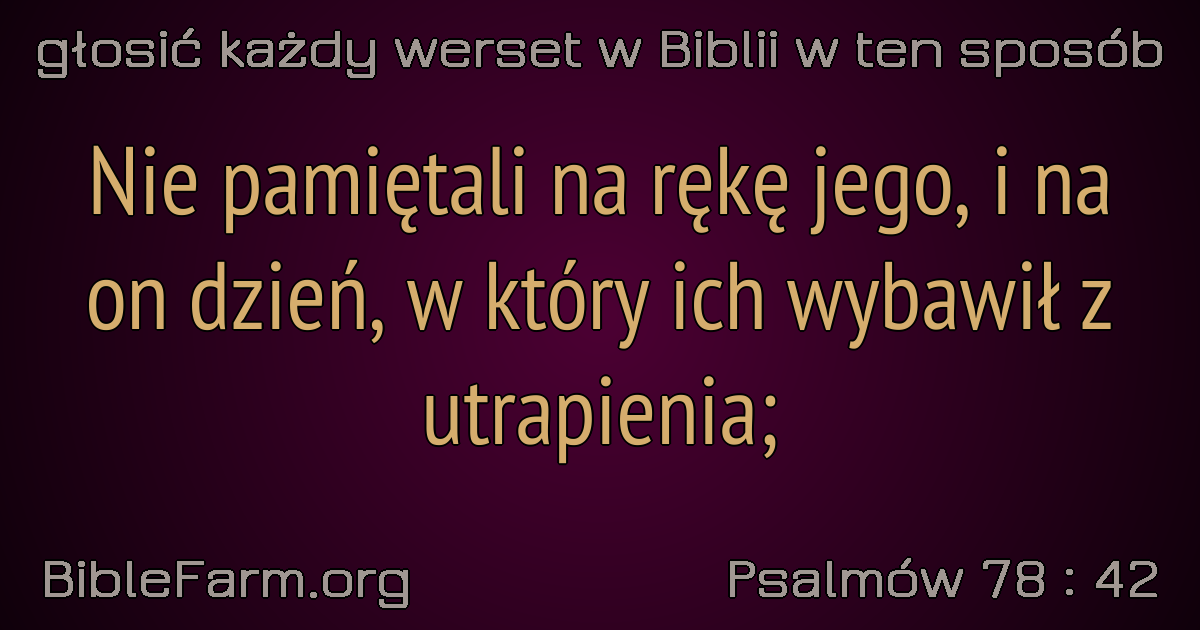 głosić każdy werset w Biblii w ten sposób
Nie pamiętali na rękę jego, i na
on dzień, w który ich wybawił z
utrapienia;
BibleFarm.org
Psalmów 78 : 42